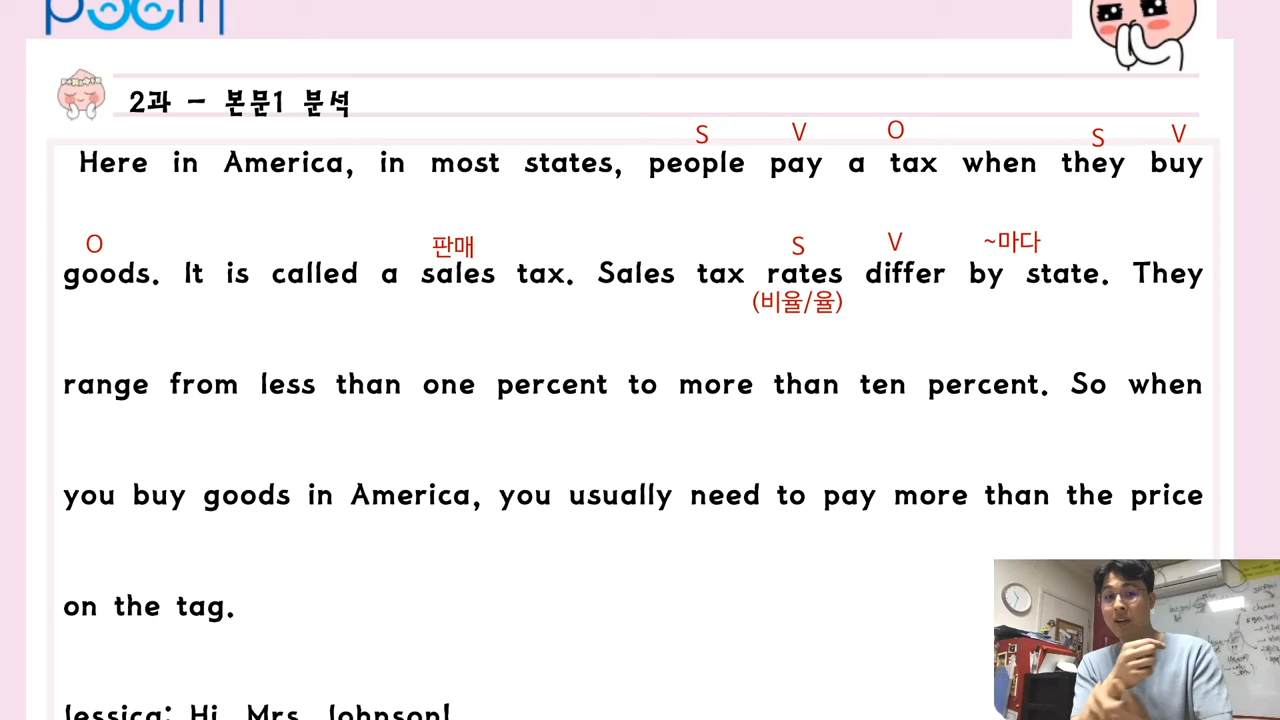 poem
2과 - 본문1 분석
S V O S V
Here in America, in most states, people pay a tax when they buy
O 판매 S V ~마다
goods. It is called a sales tax. Sales tax rates differ by state. They
(비율/율)
range from less than one percent to more than ten percent. So when
you buy goods in America, you usually need to pay more than the price
on the tag.
Jessica: Hi, Mrs. Johnson!